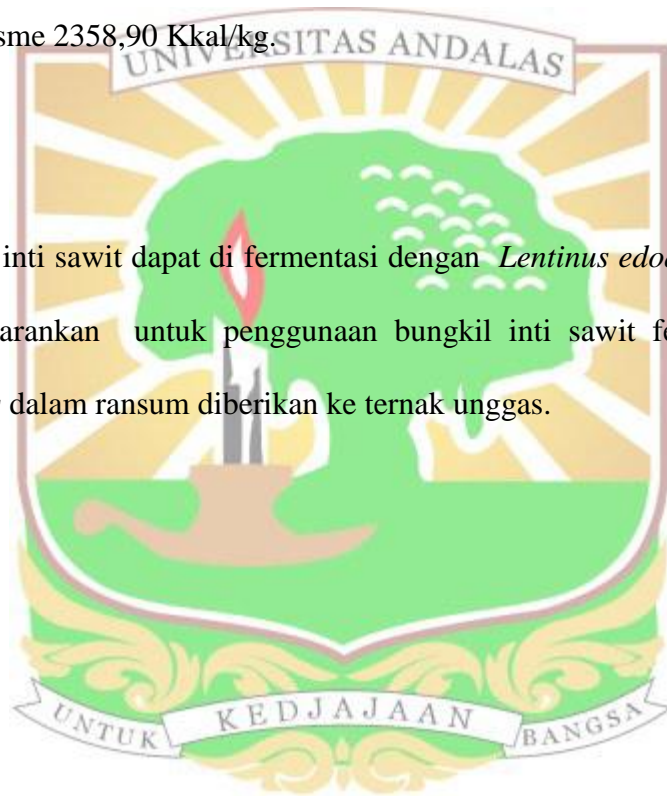 sme 2358,90 Kkal/kg.
UNIVERSITAS ANDALAS
inti sawit dapat di fermentasi dengan Lentinus edo
arankan untuk penggunaan bungkil inti sawit fe
dalam ransum diberikan ke ternak unggas.
UNTUK KEDJAJAAN BANGSA